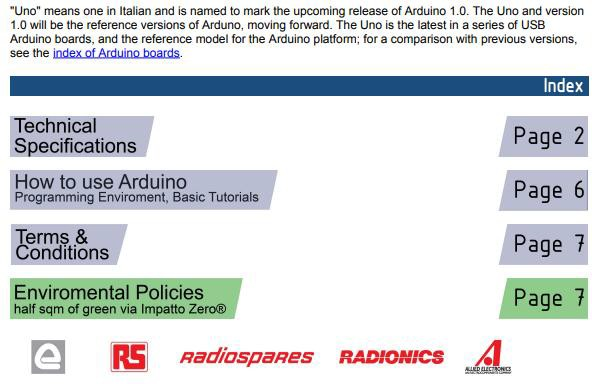 "Uno" means one in Italian and is named to mark the upcoming release of Arduino 1.0. The Uno and version
1.0 will be the reference versions of Arduno, moving forward. The Uno is the latest in a series of USB
Arduino boards, and the reference model for the Arduino platform; for a comparison with previous versions,
see the index of Arduino boards.
Index
Technical
Specifications
Page 2
How to use Arduino
Programming Enviroment, Basic Tutorials
Page 6
Terms &
Conditions
Page 7
Enviromental Policies
half sqm of green via Impatto Zero®
Page 7
e
RS
radiospares
RADIONICS
A
ALLIED ELECTRONICS